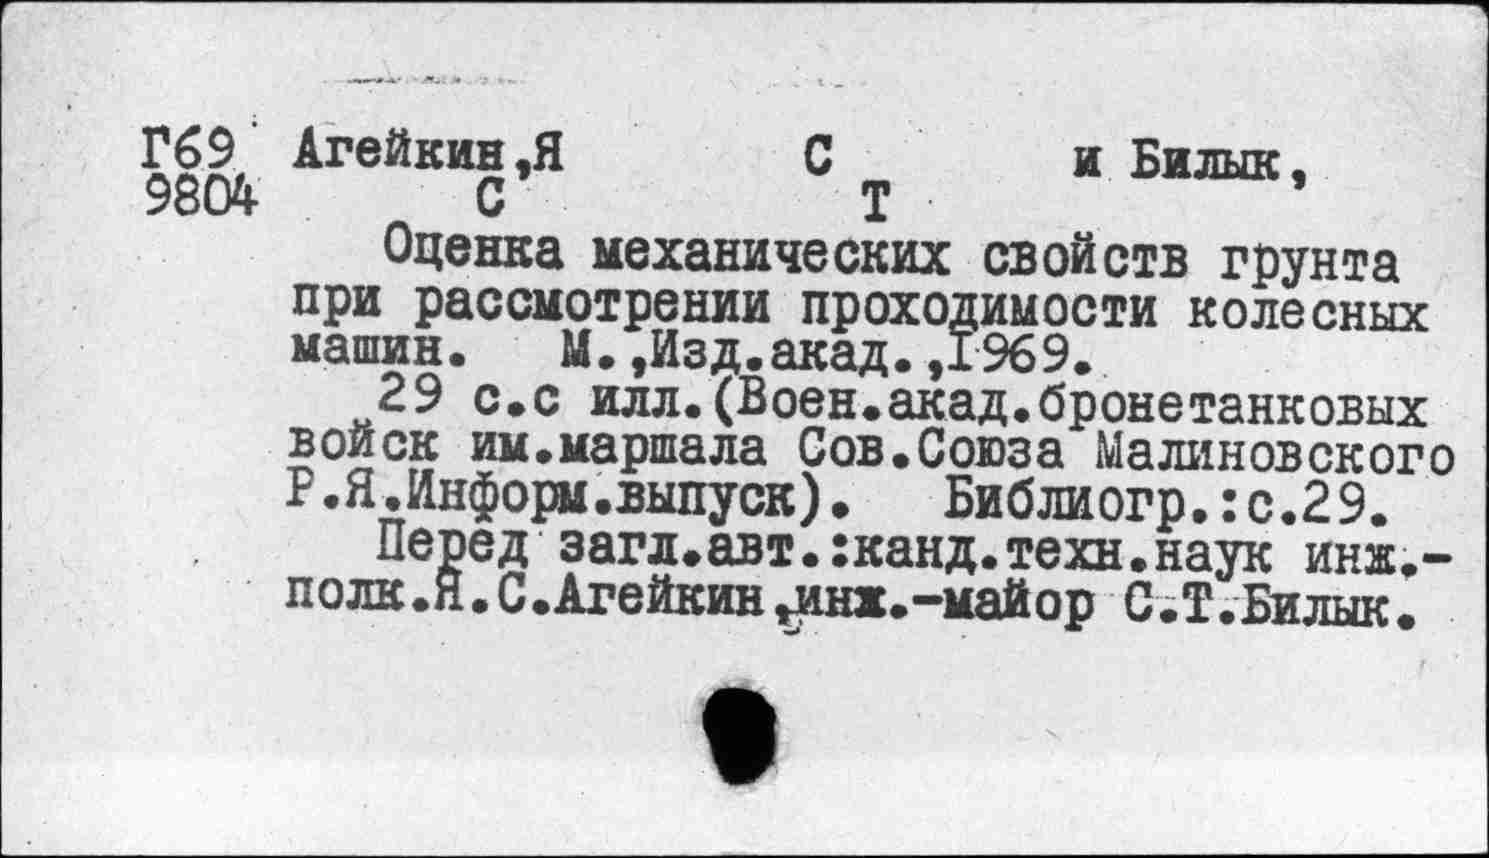 Г69 Агейкин,Я С и Билык,
9804 С Т
Оценка механических свойств грунта
при рассмотрении проходимости колесных
машин. М.,Изд.акад.,1969.
29 с.с илл.(Воен.акад.бронетанковых
войск им.маршала Сов.Союза Малиновского
Р.Я.Информ.выпуск). Библиогр.:с.29.
Перед загл.авт.:канд.техн.наук инж.-
полк.Я.С.Агейкин,инж.-майор С.Т.Билык.